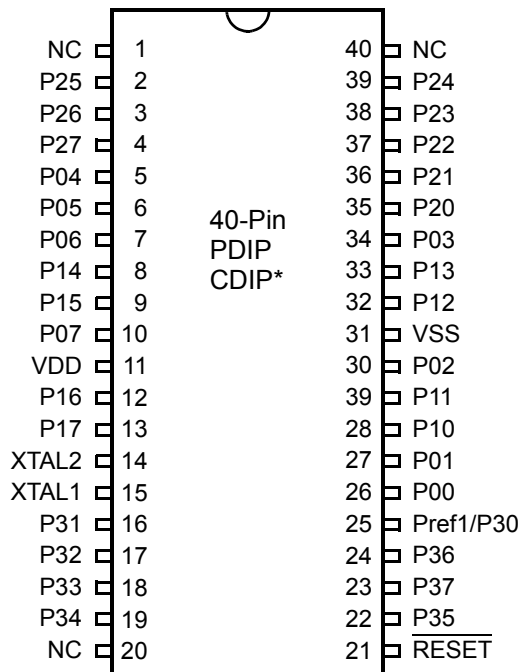 NC 1 40 NC
P25 2 39 P24
P26 3 38 P23
P27 4 37 P22
P04 5 36 P21
P05 6 35 P20
P06 7 34 P03
P14 8 33 P13
P15 9 32 P12
P07 10 31 VSS
VDD 11 30 P02
P16 12 39 P11
P17 13 28 P10
XTAL2 14 27 P01
XTAL1 15 26 P00
P31 16 25 Pref1/P30
P32 17 24 P36
P33 18 23 P37
P34 19 22 P35
NC 20 21 RESET
40-Pin
PDIP
CDIP*